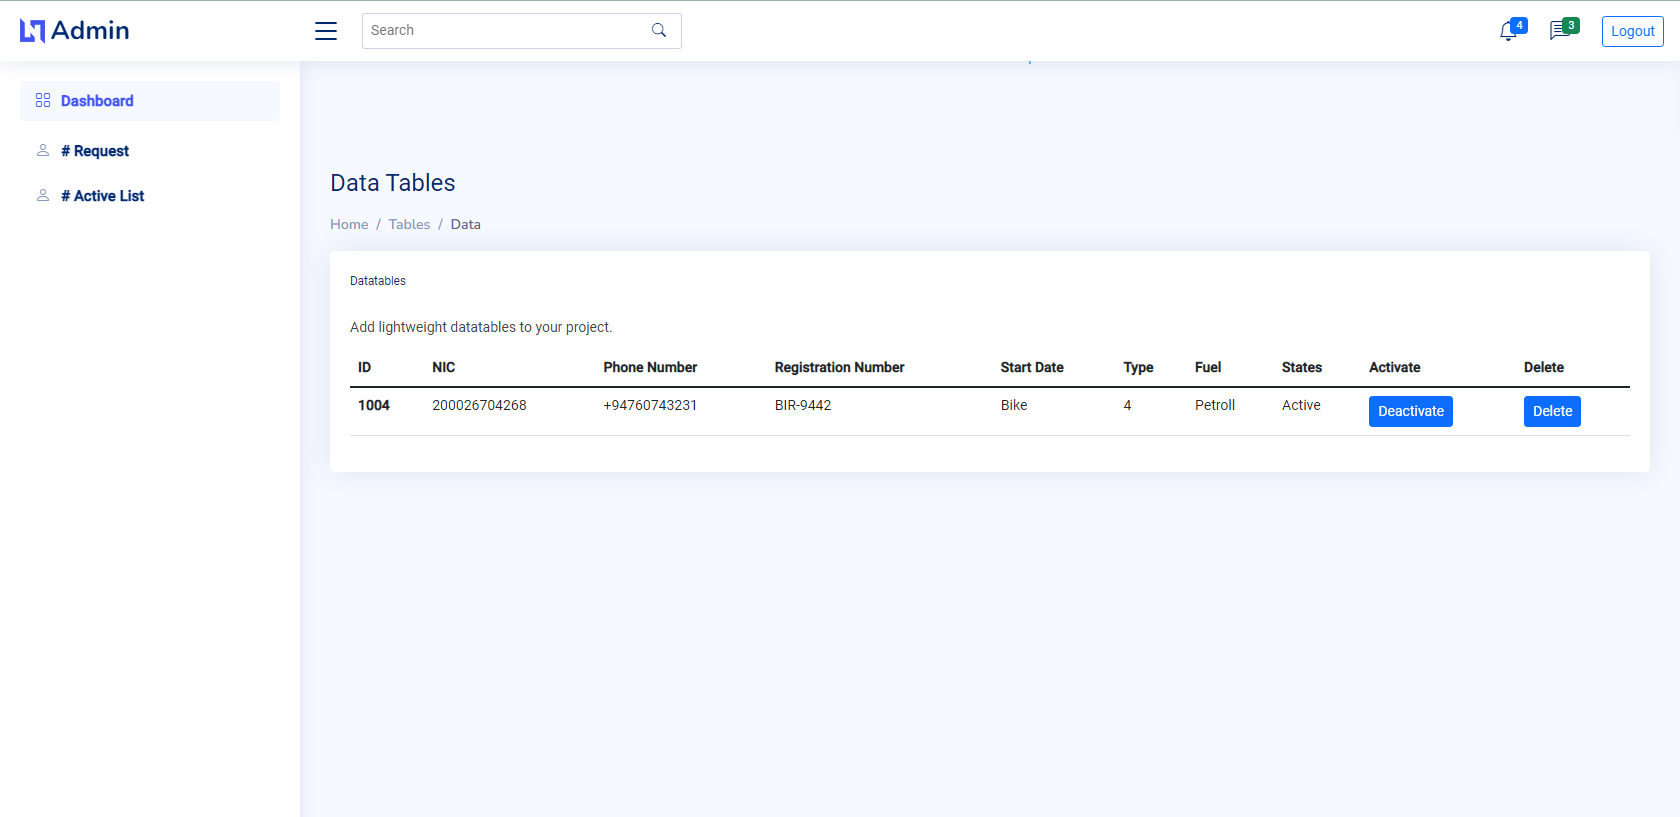 Admin
Search
4
3
Logout
Dashboard
# Request
# Active List
Data Tables
Home / Tables / Data
Datatables
Add lightweight datatables to your project.
ID NIC Phone Number Registration Number Start Date Type Fuel States Activate Delete
1004 200026704268 +94760743231 BIR-9442 Bike 4 Petroll Active Deactivate Delete